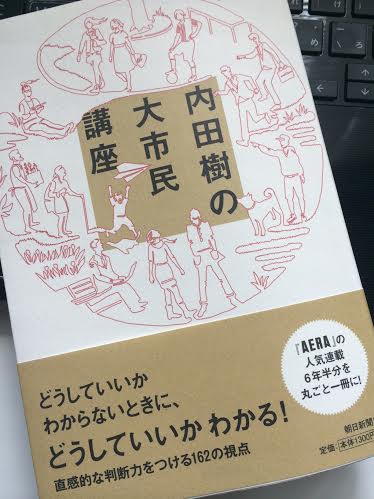 内田樹の
大市民
講座
『AERA』の
人気連載
6年半分を
丸ごと一冊に!
どうしていいか
わからないときに、
どうしていいか わかる!
直感的な判断力をつける162の視点
朝日新聞
定価:本体1300円